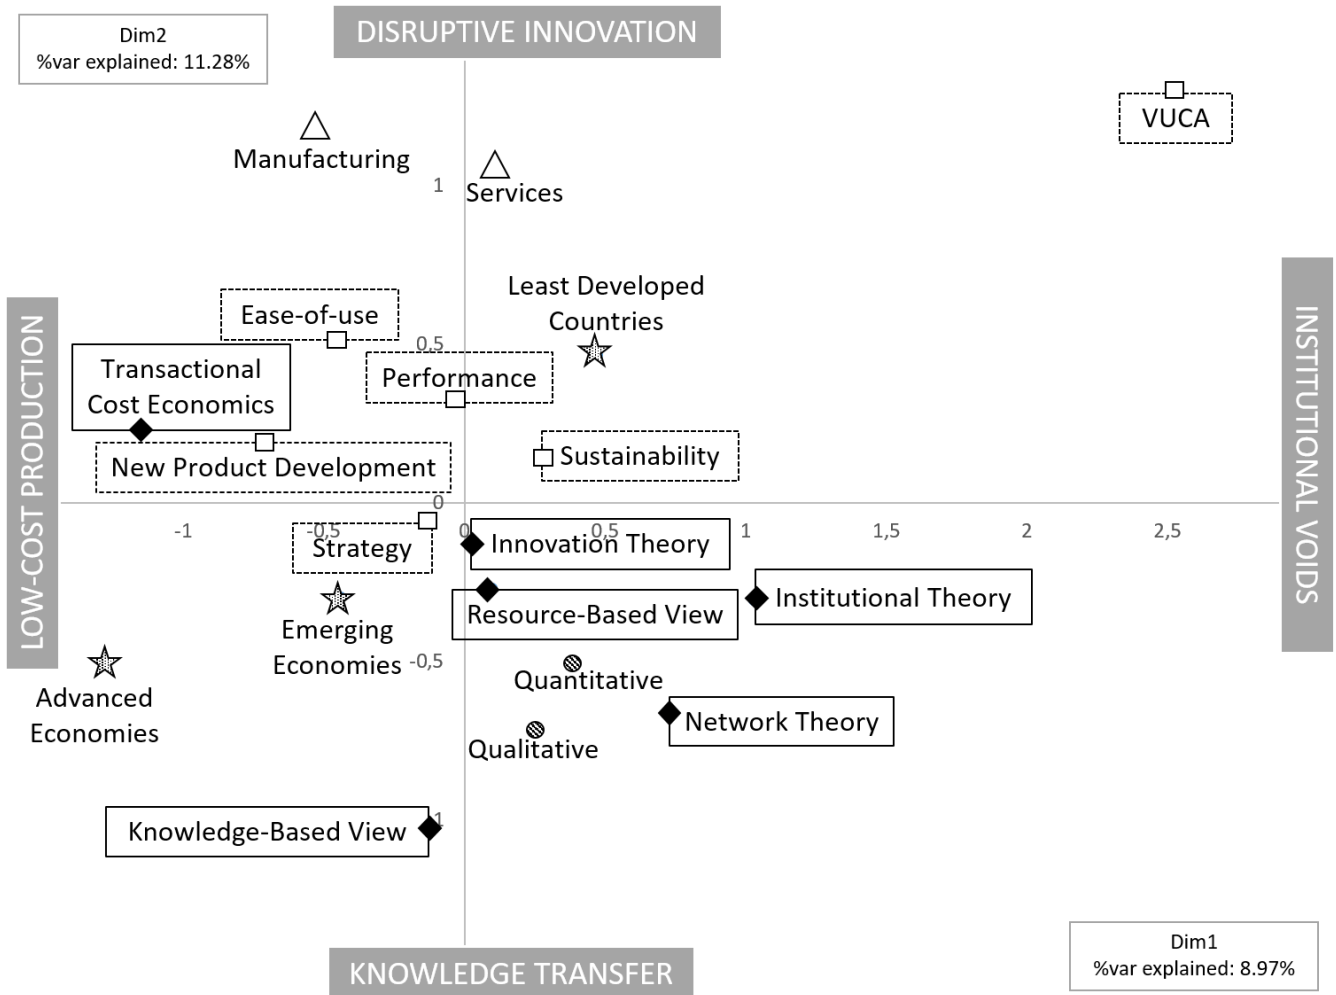 DISRUPTIVE INNOVATION
Dim2
%var explained: 11.28%
VUCA
Manufacturing
Services
1
Least Developed
Countries
Ease-of-use
0,5
Transactional
Cost Economics
Performance
New Product Development
Sustainability
LOW-COST PRODUCTION
INSTITUTIONAL VOIDS
0
-1
-0,5
0
0,5
1
1,5
2
2,5
Strategy
Innovation Theory
Institutional Theory
Resource-Based View
Emerging
Economies
-0,5
Advanced
Economies
Quantitative
Network Theory
Qualitative
1
Knowledge-Based View
Dim1
%var explained: 8.97%
KNOWLEDGE TRANSFER